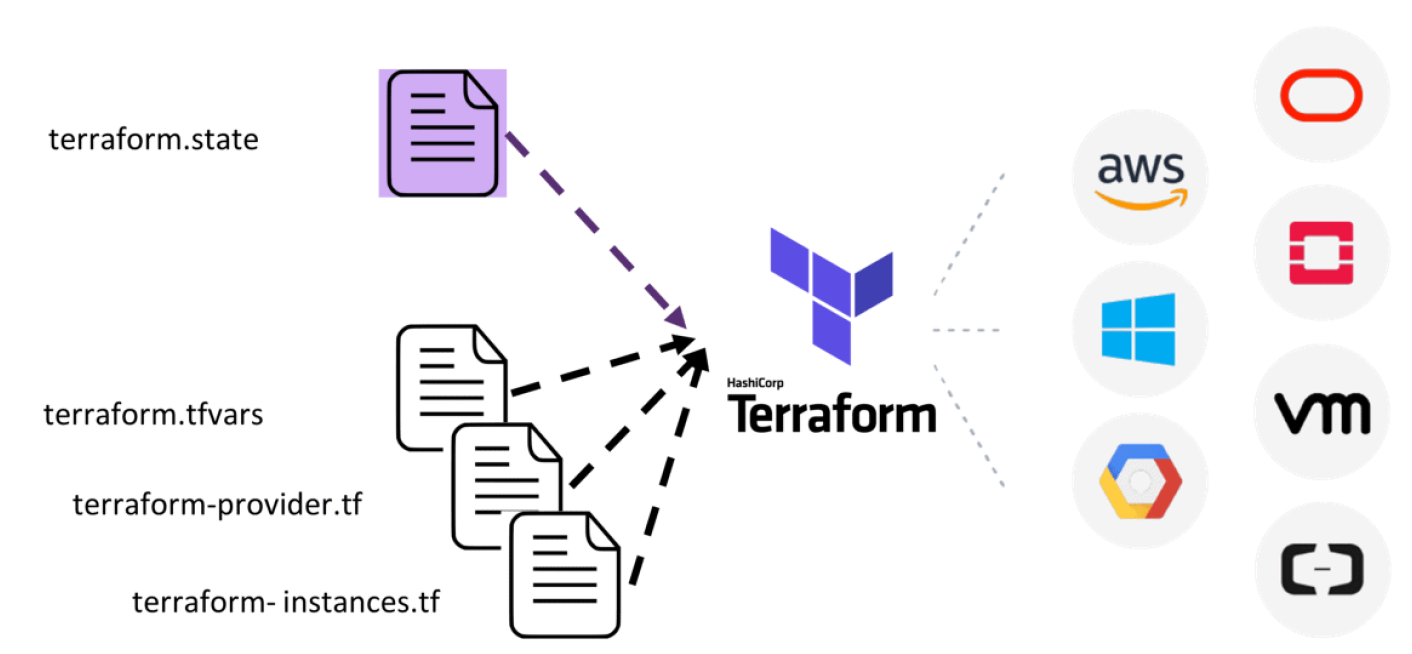 terraform.state
terraform.tfvars
terraform-provider.tf
terraform- instances.tf
HashiCorp
Terraform
aws
vm